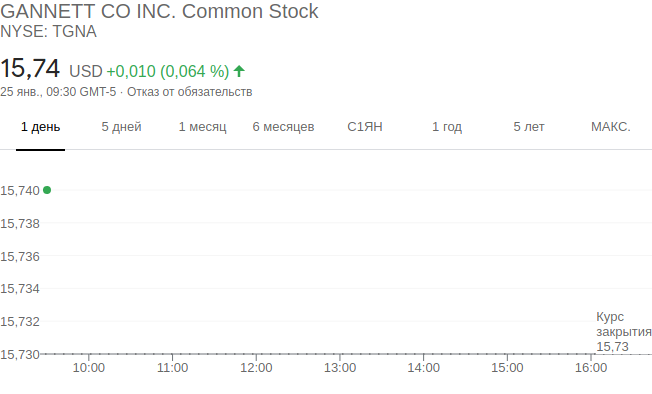 GANNETT CO INC. Common Stock
NYSE: TGNA
15,74 USD +0,010 (0,064 %)
25 янв., 09:30 GMT-5 · Отказ от обязательств
1 день 5 дней 1 месяц 6 месяцев С1ЯН 1 год 5 лет МАКС.
15,740
15,738
15,736
15,734
15,732
Курс
закрытия
15,73
15,730
10:00 11:00 12:00 13:00 14:00 15:00 16:00